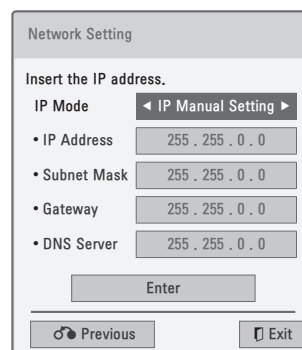 Network Setting
Insert the IP address.
IP Mode ◄ IP Manual Setting ►
• IP Address 255 . 255 . 0 . 0
• Subnet Mask 255 . 255 . 0 . 0
• Gateway 255 . 255 . 0 . 0
• DNS Server 255 . 255 . 0 . 0
Enter
Previous Exit